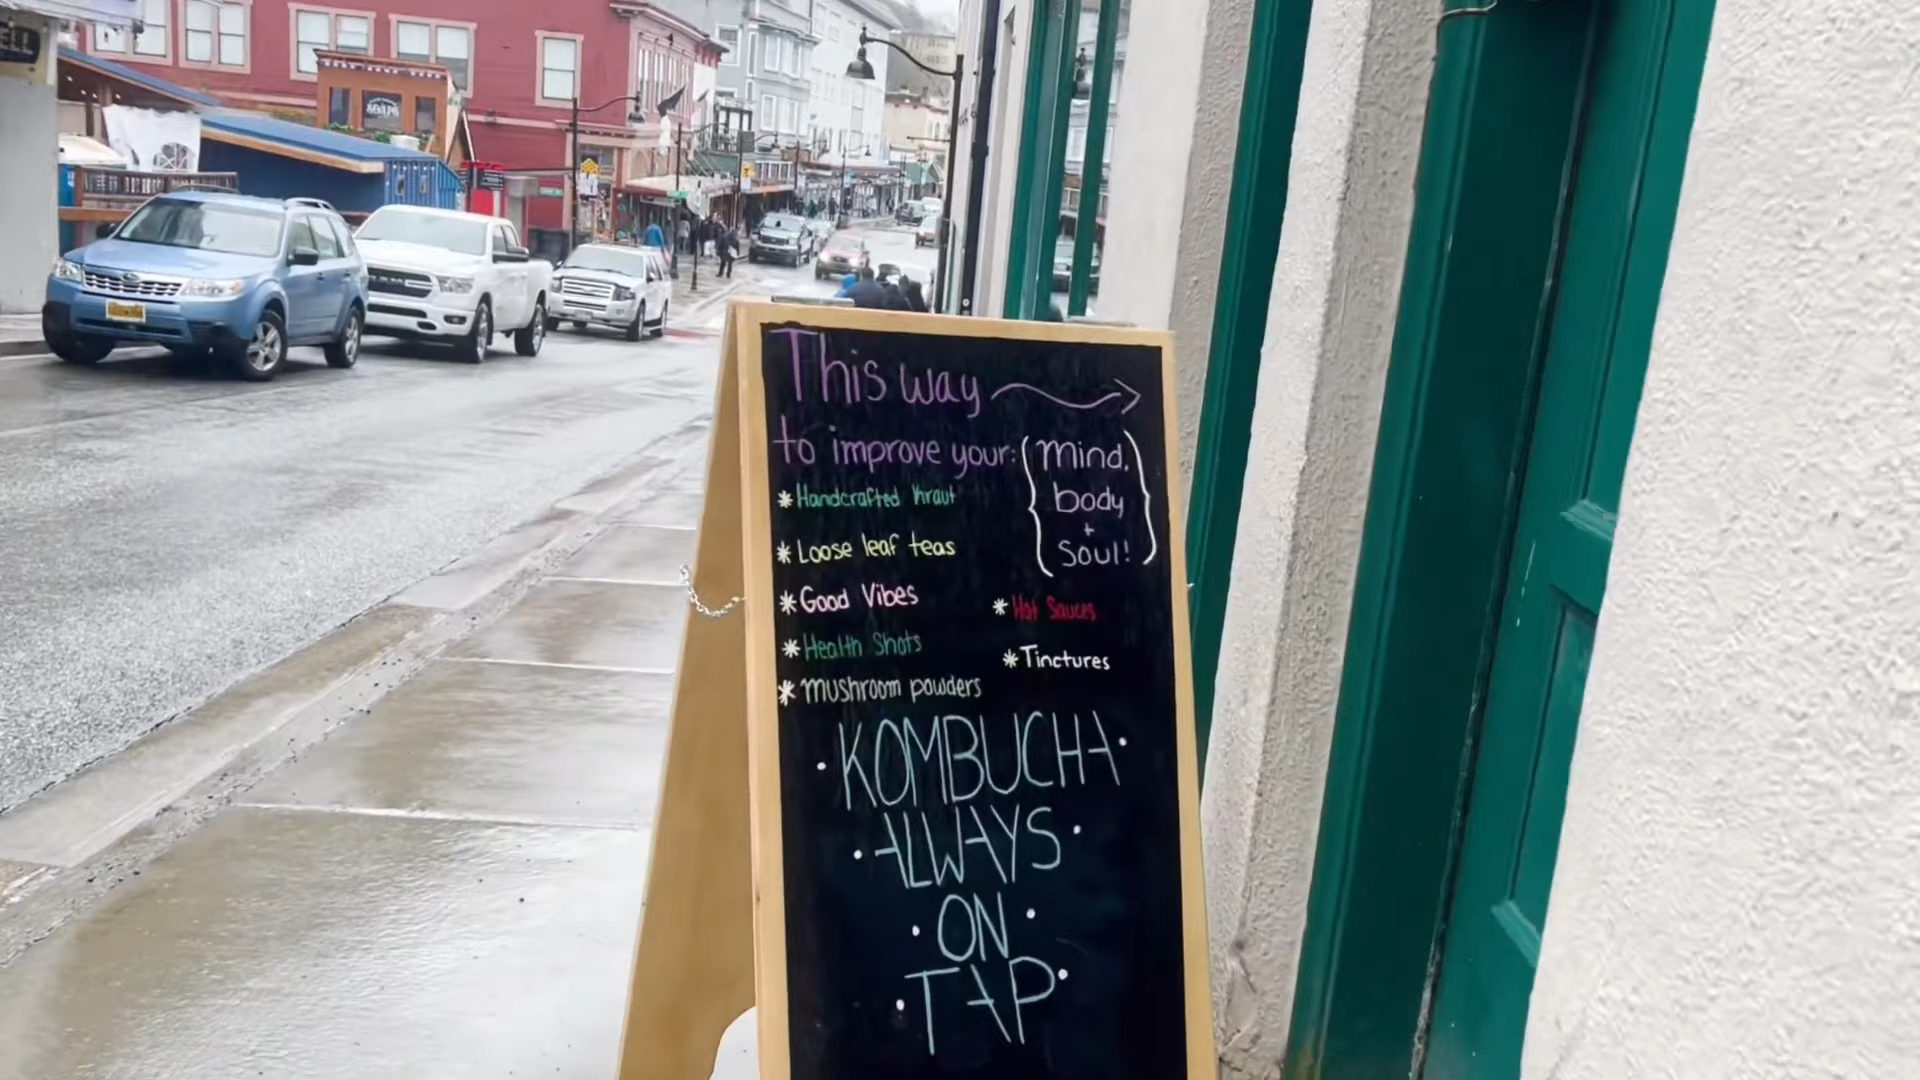 This way
to improve your:
mind,
body
+
Soul!
* Handcrafted Kraut
* Loose leaf teas
* Good Vibes
* Health Shots
* mushroom powders
* Hot Sauces
* Tinctures
• KOMBUCHA •
• ALWAYS •
• ON •
• TAP •